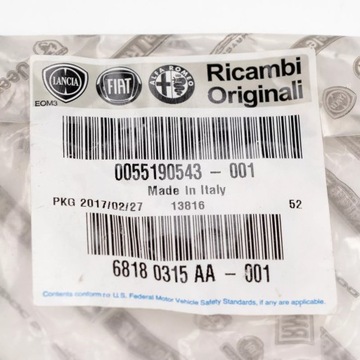 LANCIA FIAT ALFA ROMEO Ricambi
EOM3 Originali
0055190543 - 001
Made in Italy
PKG 2017/02/27 13816 52
6818 0315 AA - 001
Contents conform to U.S. Federal Motor Vehicle Safety Standards, if any are applicable.